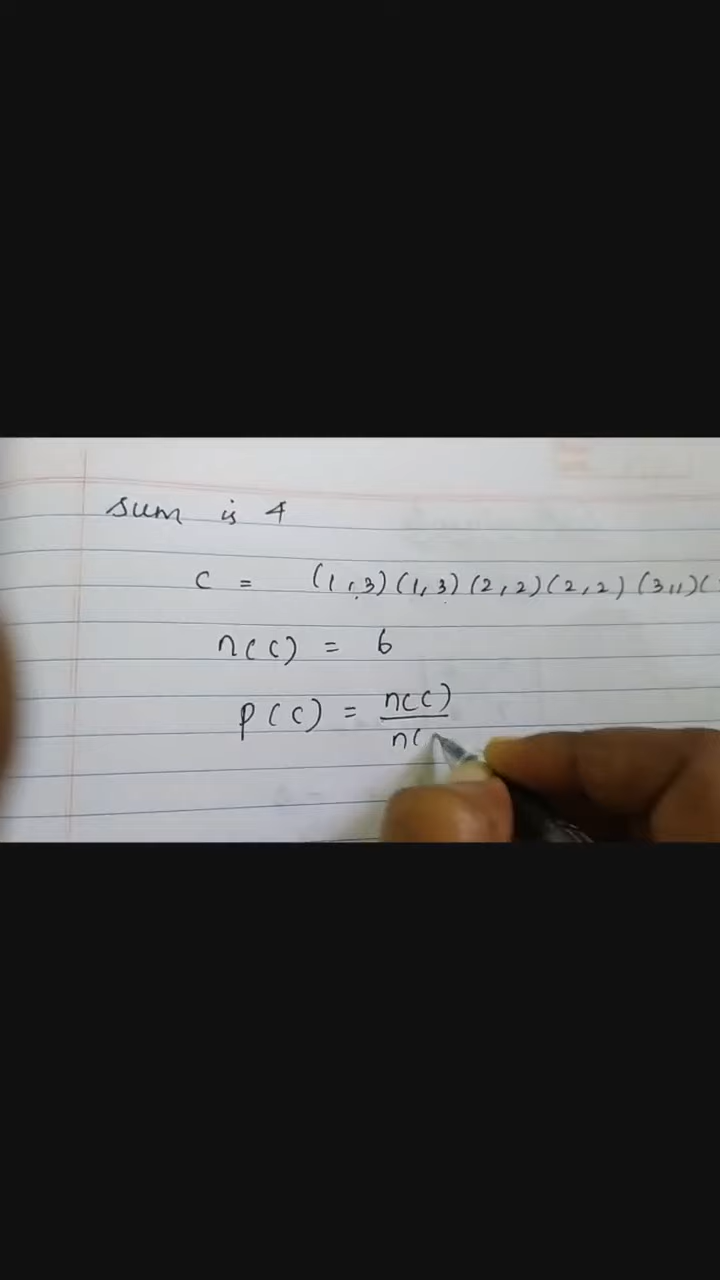 sum is 4
C = (1,3) (1,3) (2,2) (2,2) (3,1) (
n(C) = 6
P(C) = n(C)
n(